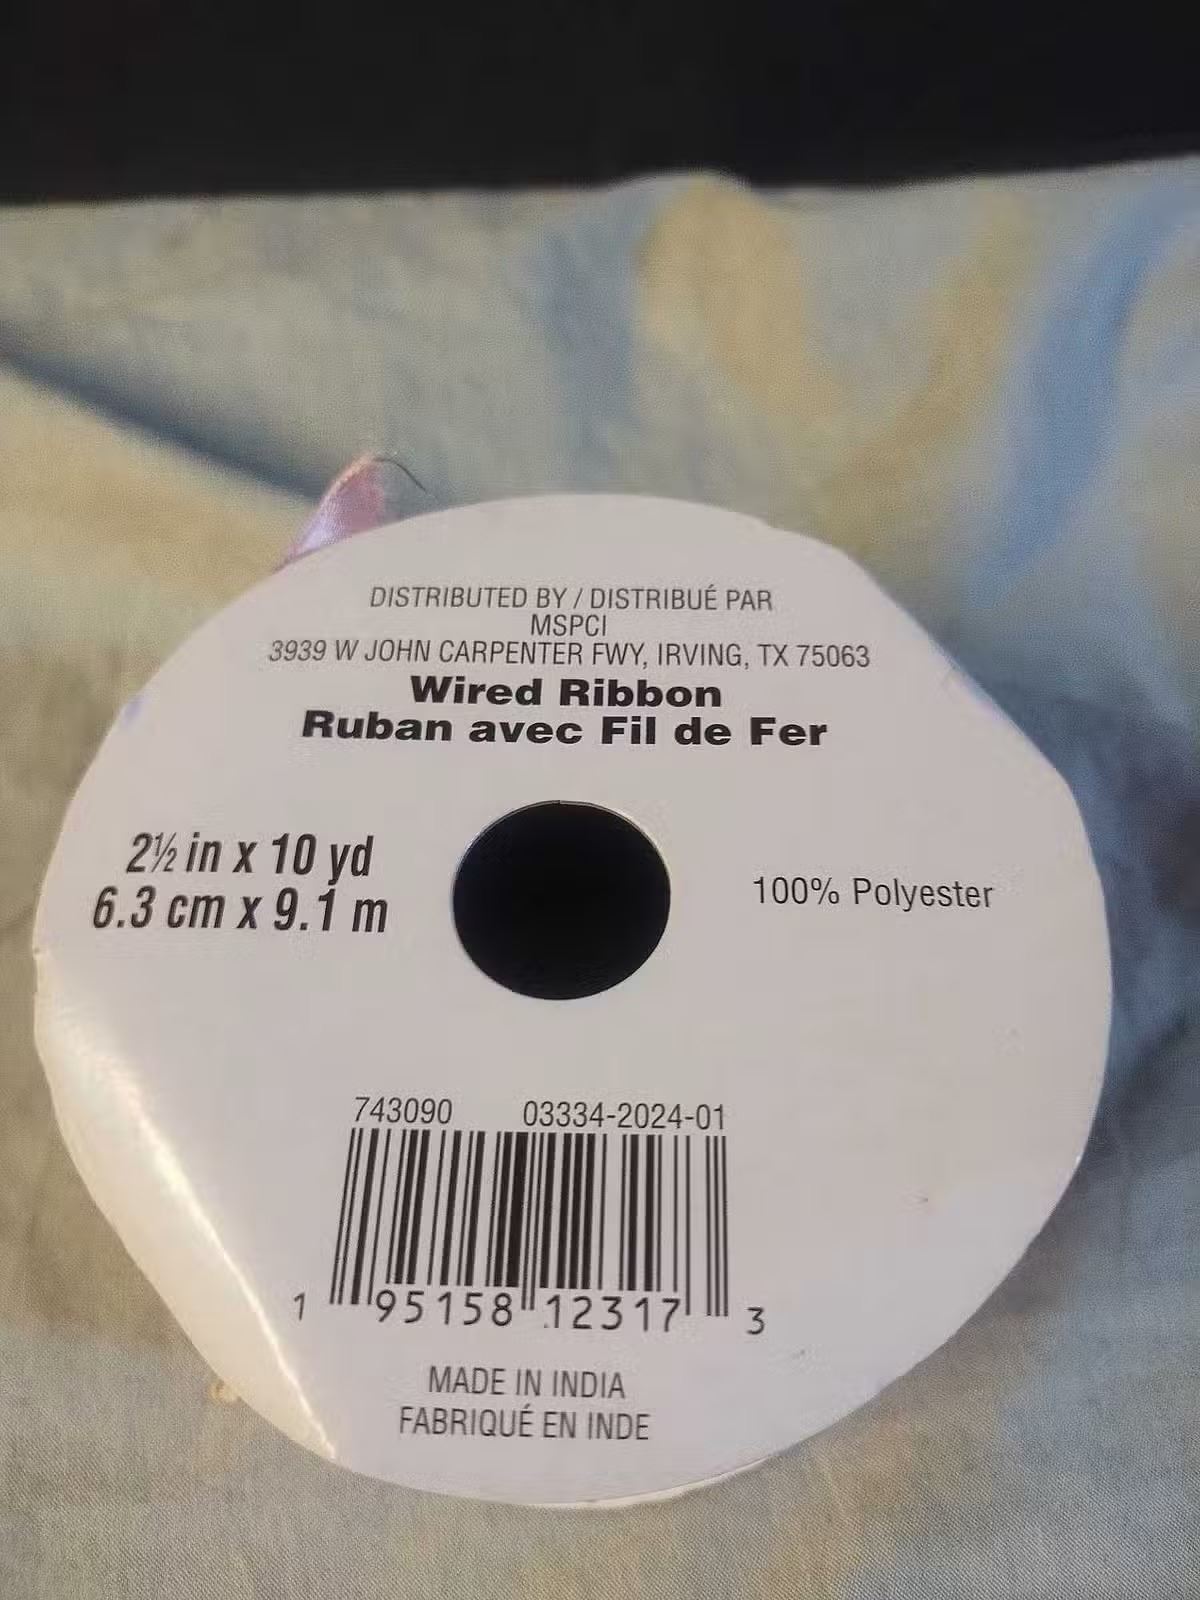 DISTRIBUTED BY / DISTRIBUÉ PAR
MSPCI
3939 W JOHN CARPENTER FWY, IRVING, TX 75063
Wired Ribbon
Ruban avec Fil de Fer
2½ in x 10 yd
6.3 cm x 9.1 m
100% Polyester
743090 03334-2024-01
1 95158 12317 3
MADE IN INDIA
FABRIQUÉ EN INDE